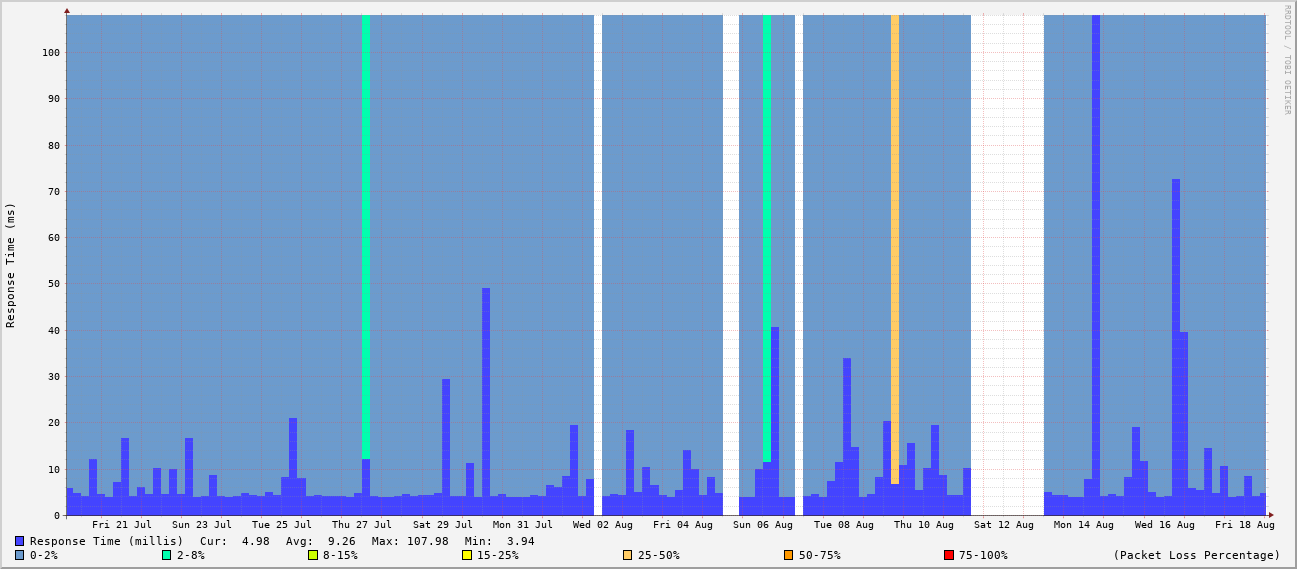 RRDTOOL / TOBI OETIKER
Response Time (ms)
100
90
80
70
60
50
40
30
20
10
0
Fri 21 Jul Sun 23 Jul Tue 25 Jul Thu 27 Jul Sat 29 Jul Mon 31 Jul Wed 02 Aug Fri 04 Aug Sun 06 Aug Tue 08 Aug Thu 10 Aug Sat 12 Aug Mon 14 Aug Wed 16 Aug Fri 18 Aug
Response Time (millis) Cur: 4.98 Avg: 9.26 Max: 107.98 Min: 3.94
0-2% 2-8% 8-15% 15-25% 25-50% 50-75% 75-100% (Packet Loss Percentage)